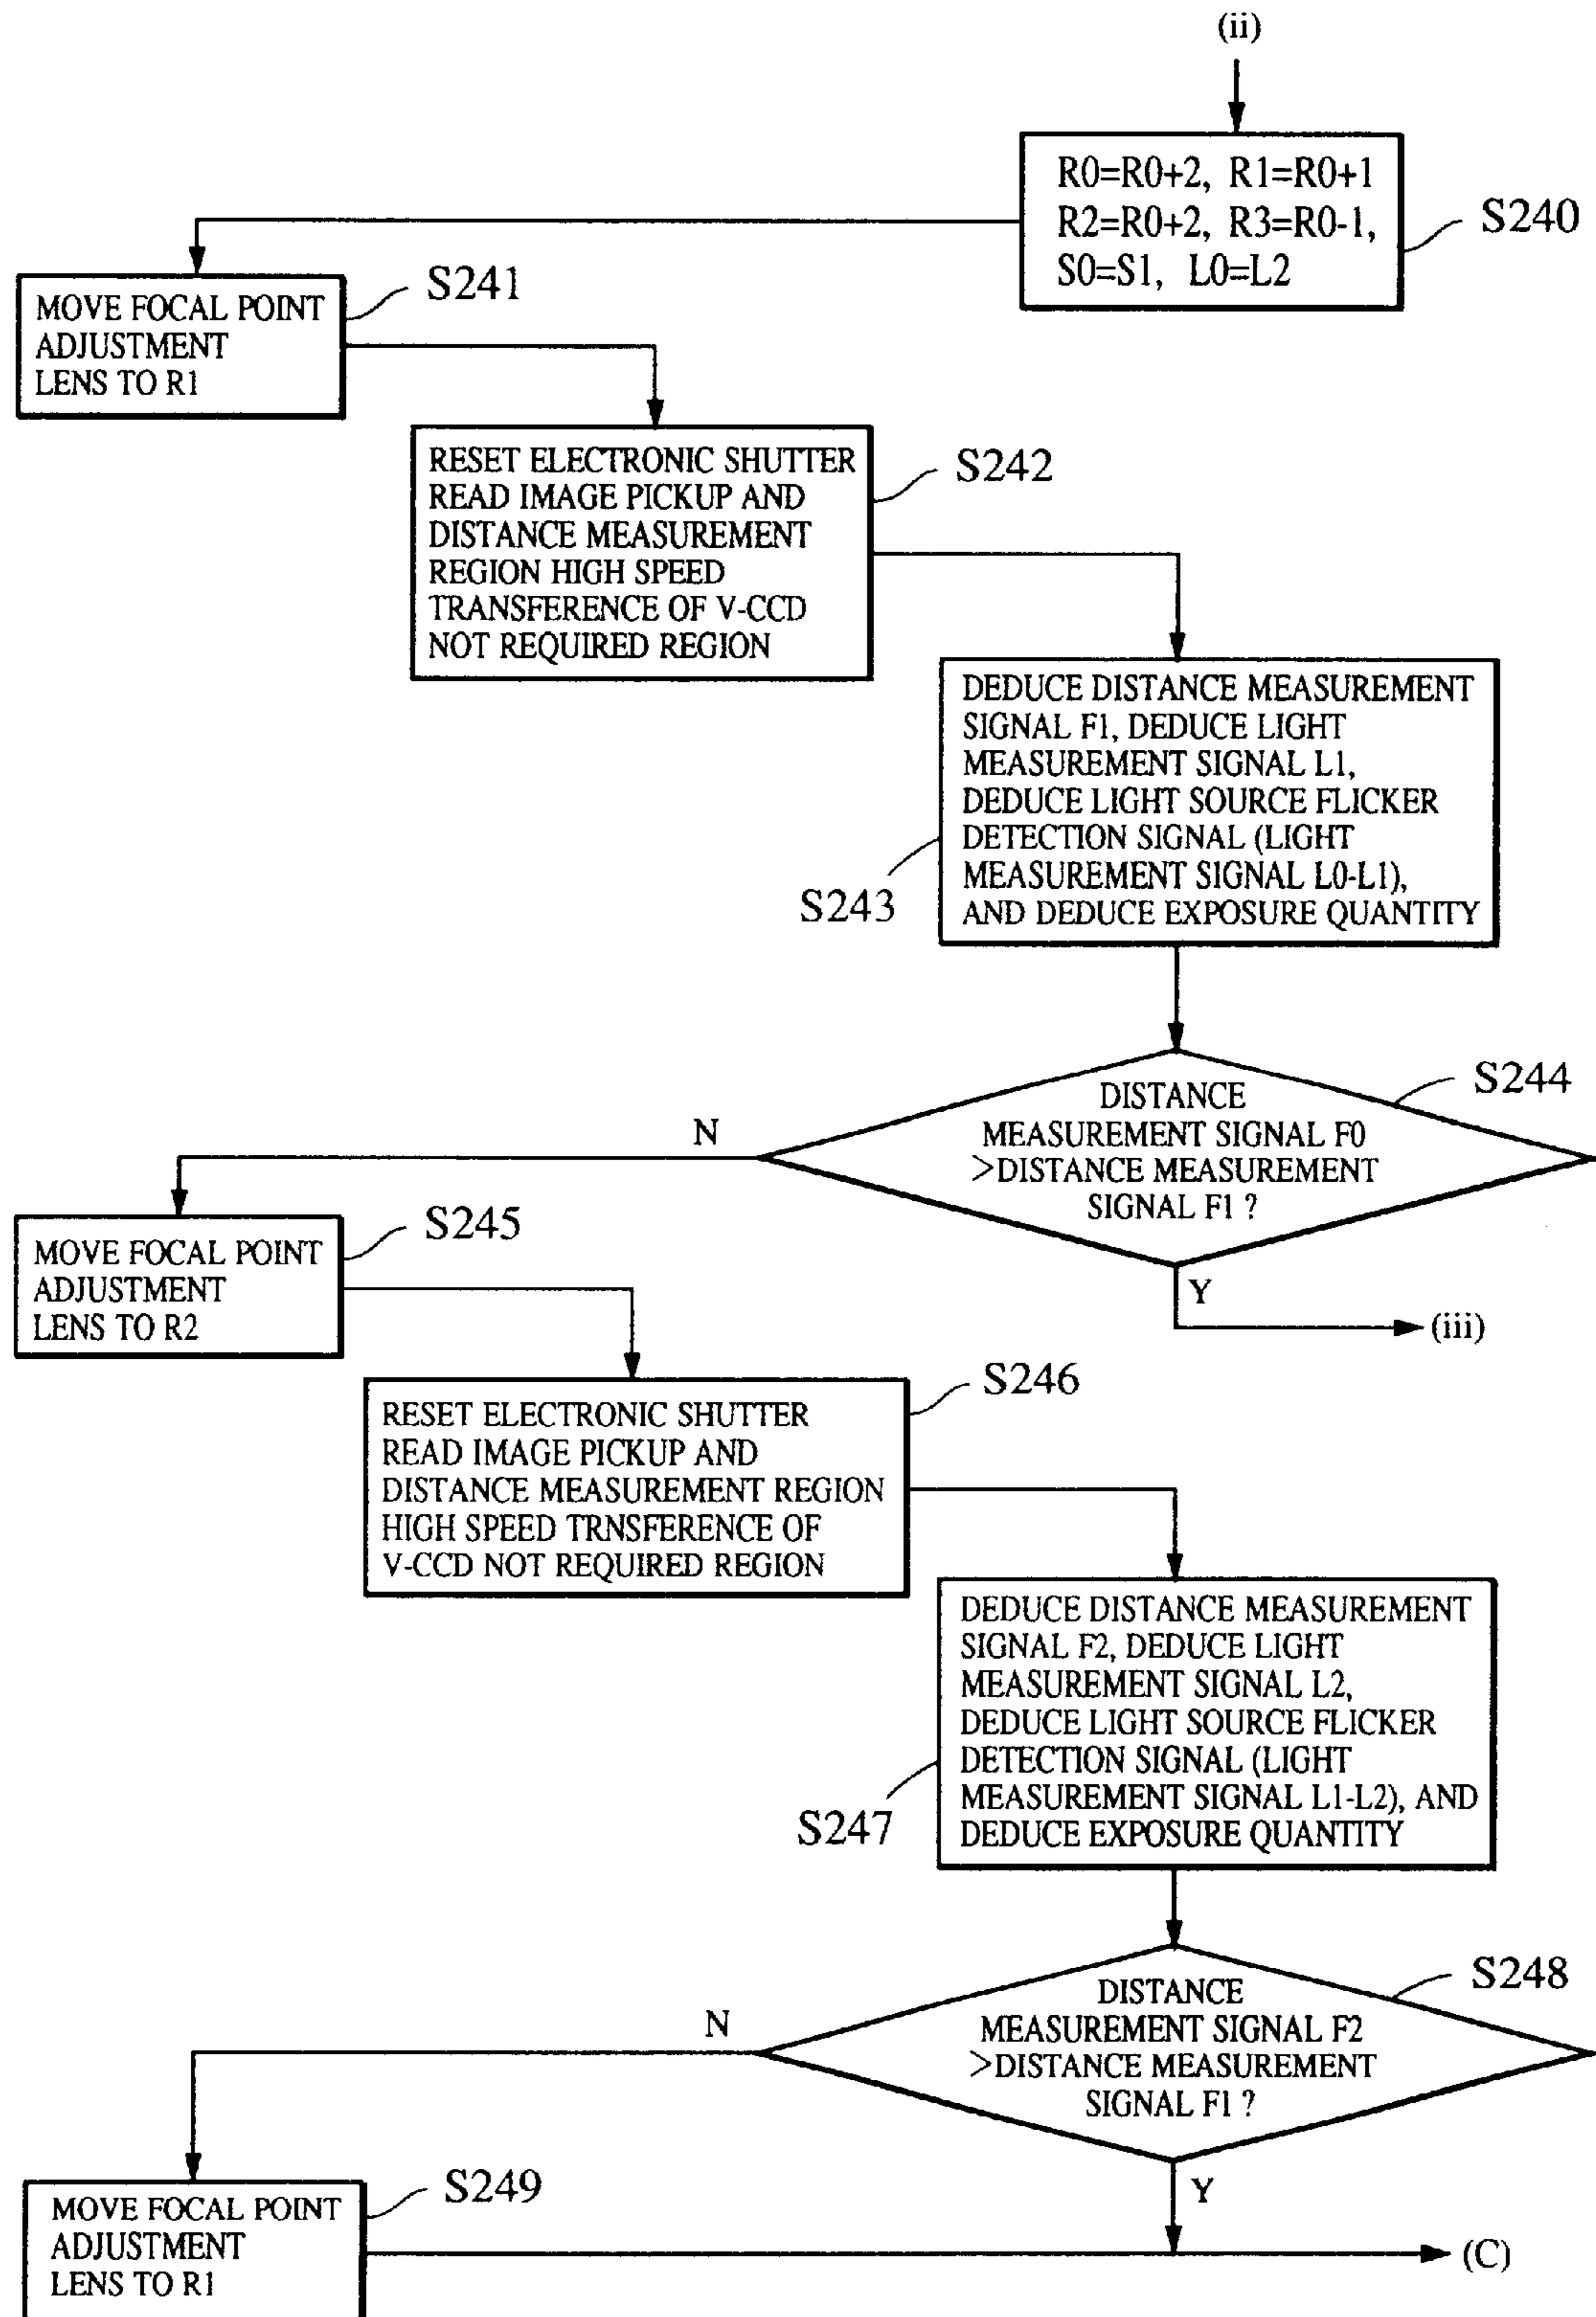 (ii)
R0=R0+2, R1=R0+1
R2=R0+2, R3=R0-1,
S0=S1, L0=L2
S240
S241
MOVE FOCAL POINT
ADJUSTMENT
LENS TO R1
S242
RESET ELECTRONIC SHUTTER
READ IMAGE PICKUP AND
DISTANCE MEASUREMENT
REGION HIGH SPEED
TRANSFERENCE OF V-CCD
NOT REQUIRED REGION
DEDUCE DISTANCE MEASUREMENT
SIGNAL F1, DEDUCE LIGHT
MEASUREMENT SIGNAL L1,
DEDUCE LIGHT SOURCE FLICKER
DETECTION SIGNAL (LIGHT
MEASUREMENT SIGNAL L0-L1),
AND DEDUCE EXPOSURE QUANTITY
S243
S244
DISTANCE
MEASUREMENT SIGNAL F0
>DISTANCE MEASUREMENT
SIGNAL F1 ?
N
Y
(iii)
S245
MOVE FOCAL POINT
ADJUSTMENT
LENS TO R2
S246
RESET ELECTRONIC SHUTTER
READ IMAGE PICKUP AND
DISTANCE MEASUREMENT REGION
HIGH SPEED TRNSFERENCE OF
V-CCD NOT REQUIRED REGION
DEDUCE DISTANCE MEASUREMENT
SIGNAL F2, DEDUCE LIGHT
MEASUREMENT SIGNAL L2,
DEDUCE LIGHT SOURCE FLICKER
DETECTION SIGNAL (LIGHT
MEASUREMENT SIGNAL L1-L2), AND
DEDUCE EXPOSURE QUANTITY
S247
S248
DISTANCE
MEASUREMENT SIGNAL F2
>DISTANCE MEASUREMENT
SIGNAL F1 ?
N
Y
S249
MOVE FOCAL POINT
ADJUSTMENT
LENS TO R1
(C)